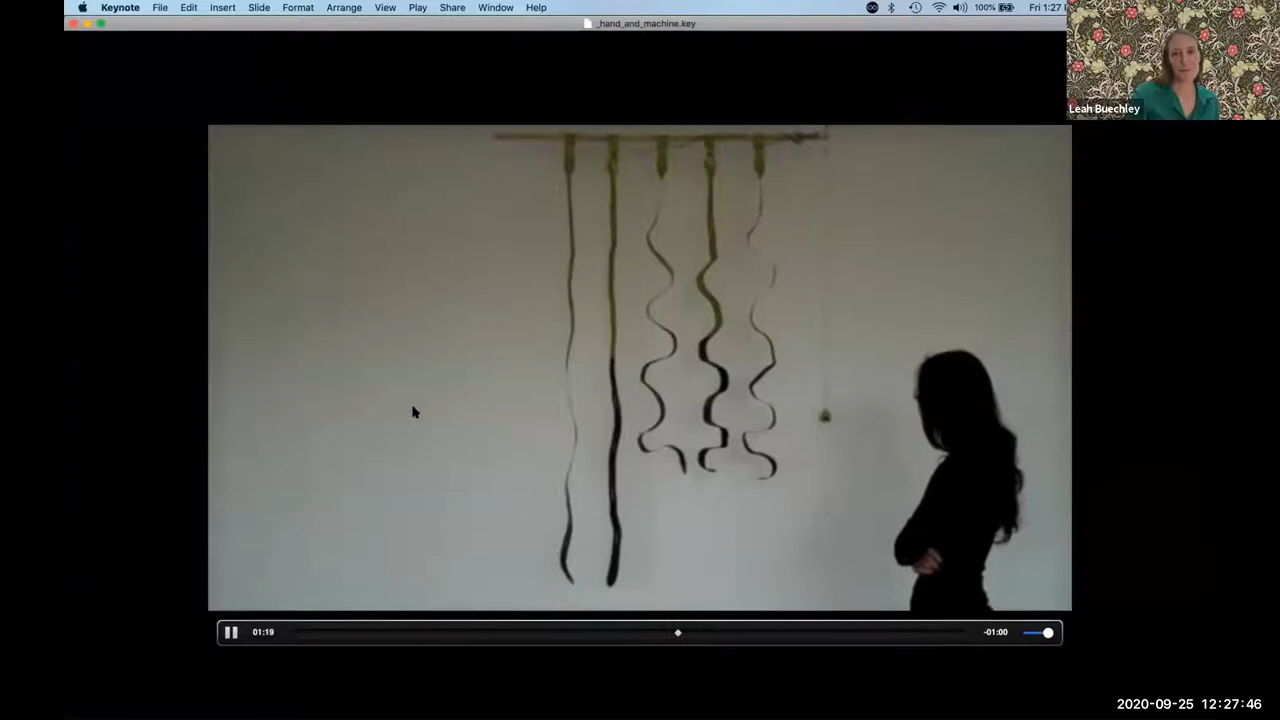 Keynote File Edit Insert Slide Format Arrange View Play Share Window Help 100% Fri 1:27
_hand_and_machine.key
Leah Buechley
01:19 -01:00
2020-09-25 12:27:46